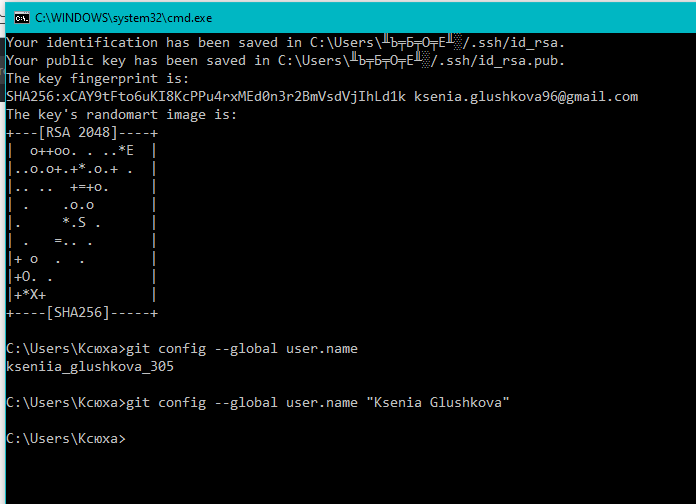 C:\WINDOWS\system32\cmd.exe
Your identification has been saved in C:\Users\╨ܑ╤Б╤О╤Е╨░/.ssh/id_rsa.
Your public key has been saved in C:\Users\╨ܑ╤Б╤О╤Е╨░/.ssh/id_rsa.pub.
The key fingerprint is:
SHA256:xCAY9tFto6uKI8KcPPu4rxMEd0n3r2BmVsdVjIhLd1k ksenia.glushkova96@gmail.com
The key's randomart image is:
+---[RSA 2048]----+
|  o++oo. . ..*E  |
|..o.o+.+*.o.+ .  |
|.. ..  +=+o.     |
| .    .o.o       |
|.     *.S .      |
| .   =.. .       |
|+ o  .  .        |
|+O. .            |
|+*X+             |
+----[SHA256]-----+
C:\Users\Ксюха>git config --global user.name
kseniia_glushkova_305
C:\Users\Ксюха>git config --global user.name "Ksenia Glushkova"
C:\Users\Ксюха>